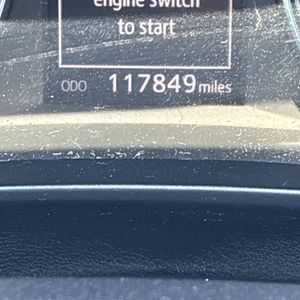 engine switch
to start
ODO 117849 miles